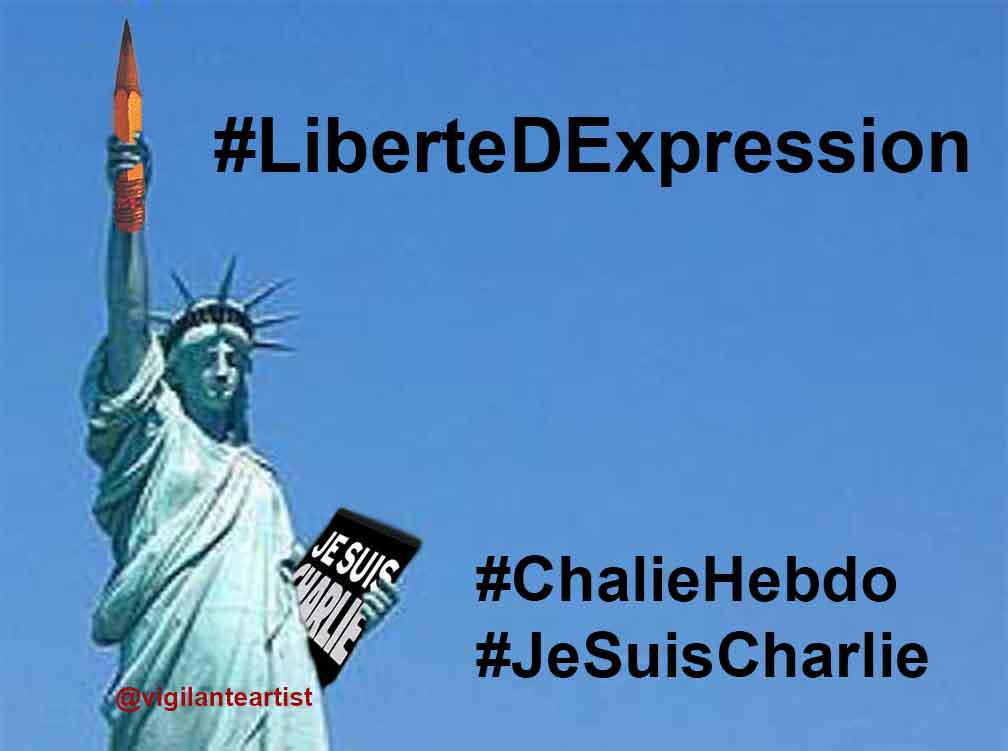 #LiberteDExpression
JE SUIS
CHARLIE
#ChalieHebdo
#JeSuisCharlie
@vigilanteartist